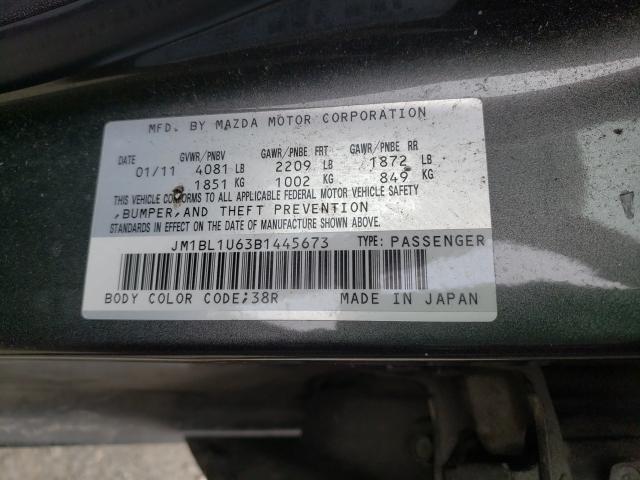 MFD. BY MAZDA MOTOR CORPORATION
DATE GVWR/PNBV GAWR/PNBE FRT GAWR/PNBE RR
01/11 4081 LB 2209 LB 1872 LB
1851 KG 1002 KG 849 KG
THIS VEHICLE CONFORMS TO ALL APPLICABLE FEDERAL MOTOR VEHICLE SAFETY
,BUMPER,AND THEFT PREVENTION
STANDARDS IN EFFECT ON THE DATE OF MANUFACTURE SHOWN ABOVE.
JM1BL1U63B1445673 TYPE: PASSENGER
BODY COLOR CODE;38R MADE IN JAPAN